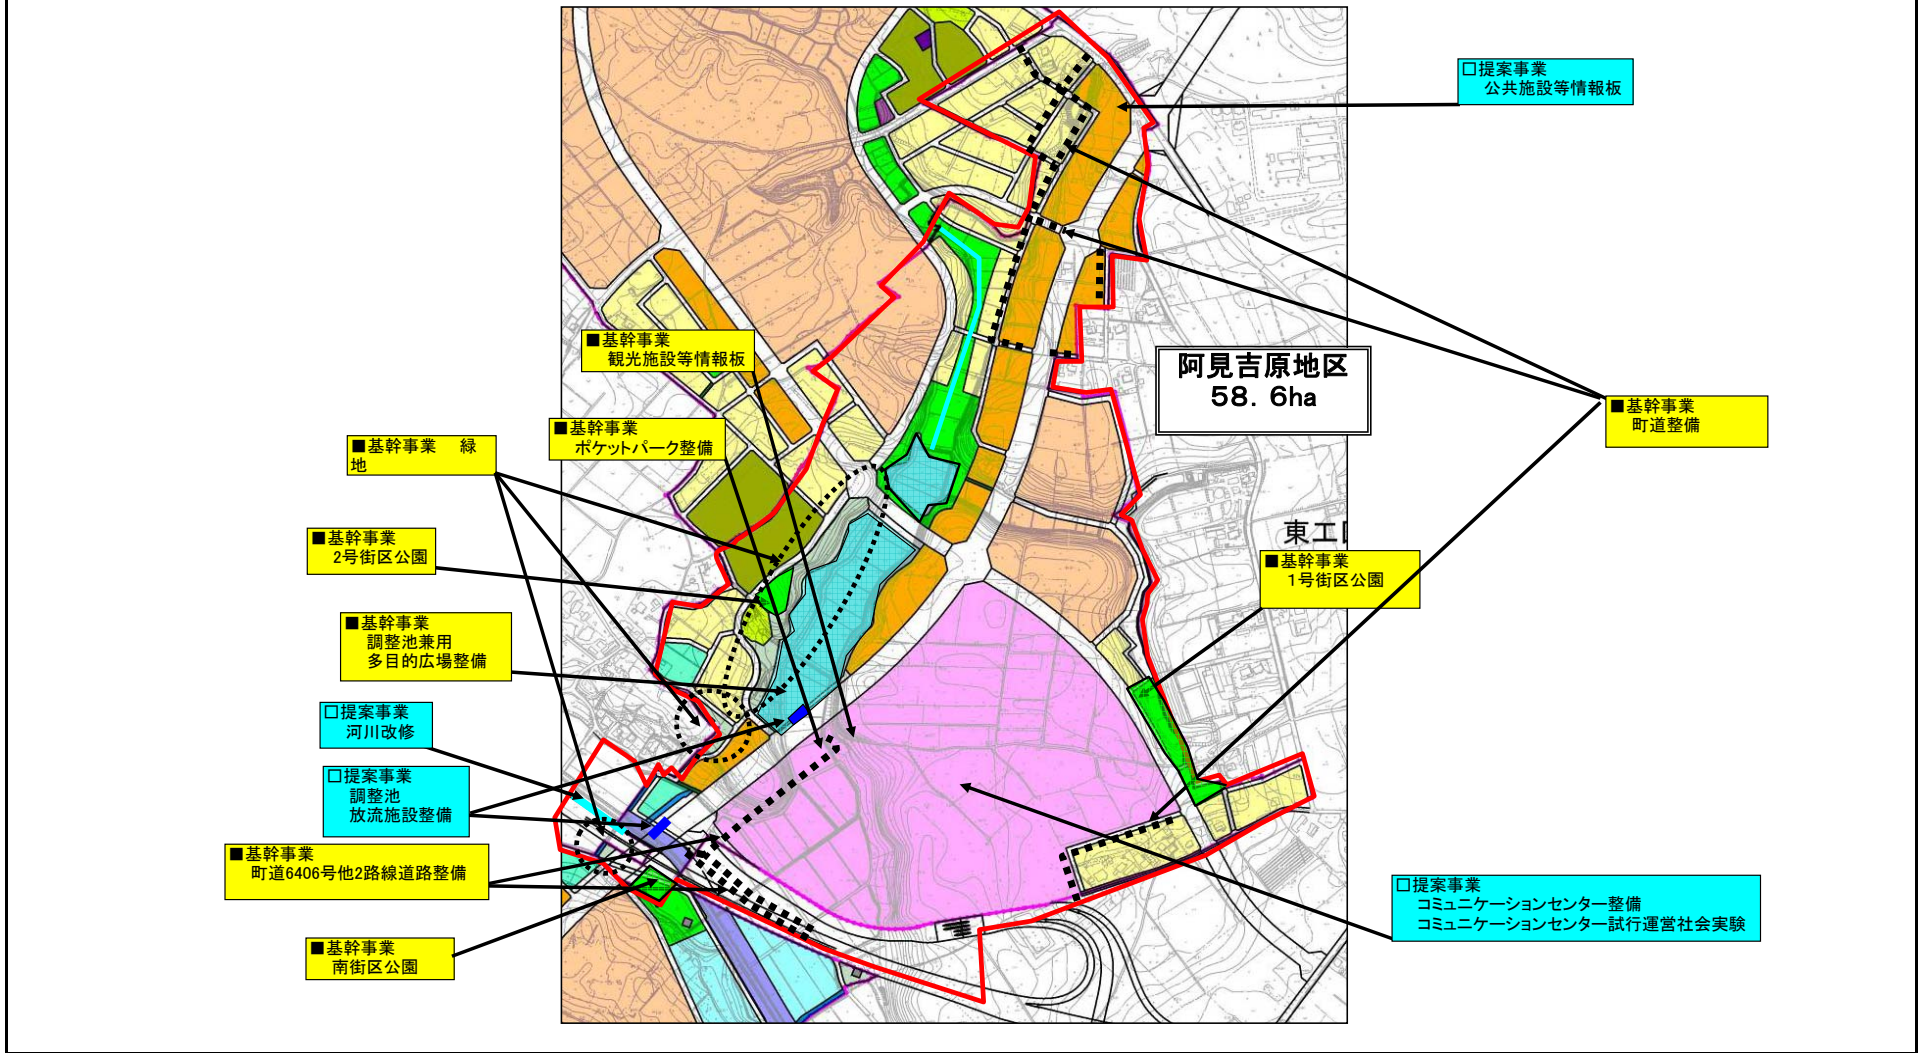 □提案事業
公共施設等情報板
■基幹事業
観光施設等情報板
阿見吉原地区
58.6ha
■基幹事業
町道整備
■基幹事業
ポケットパーク整備
■基幹事業 緑
地
東工
■基幹事業
2号街区公園
■基幹事業
1号街区公園
■基幹事業
調整池兼用
多目的広場整備
□提案事業
河川改修
□提案事業
調整池
放流施設整備
■基幹事業
町道6406号他2路線道路整備
□提案事業
コミュニケーションセンター整備
コミュニケーションセンター試行運営社会実験
■基幹事業
南街区公園